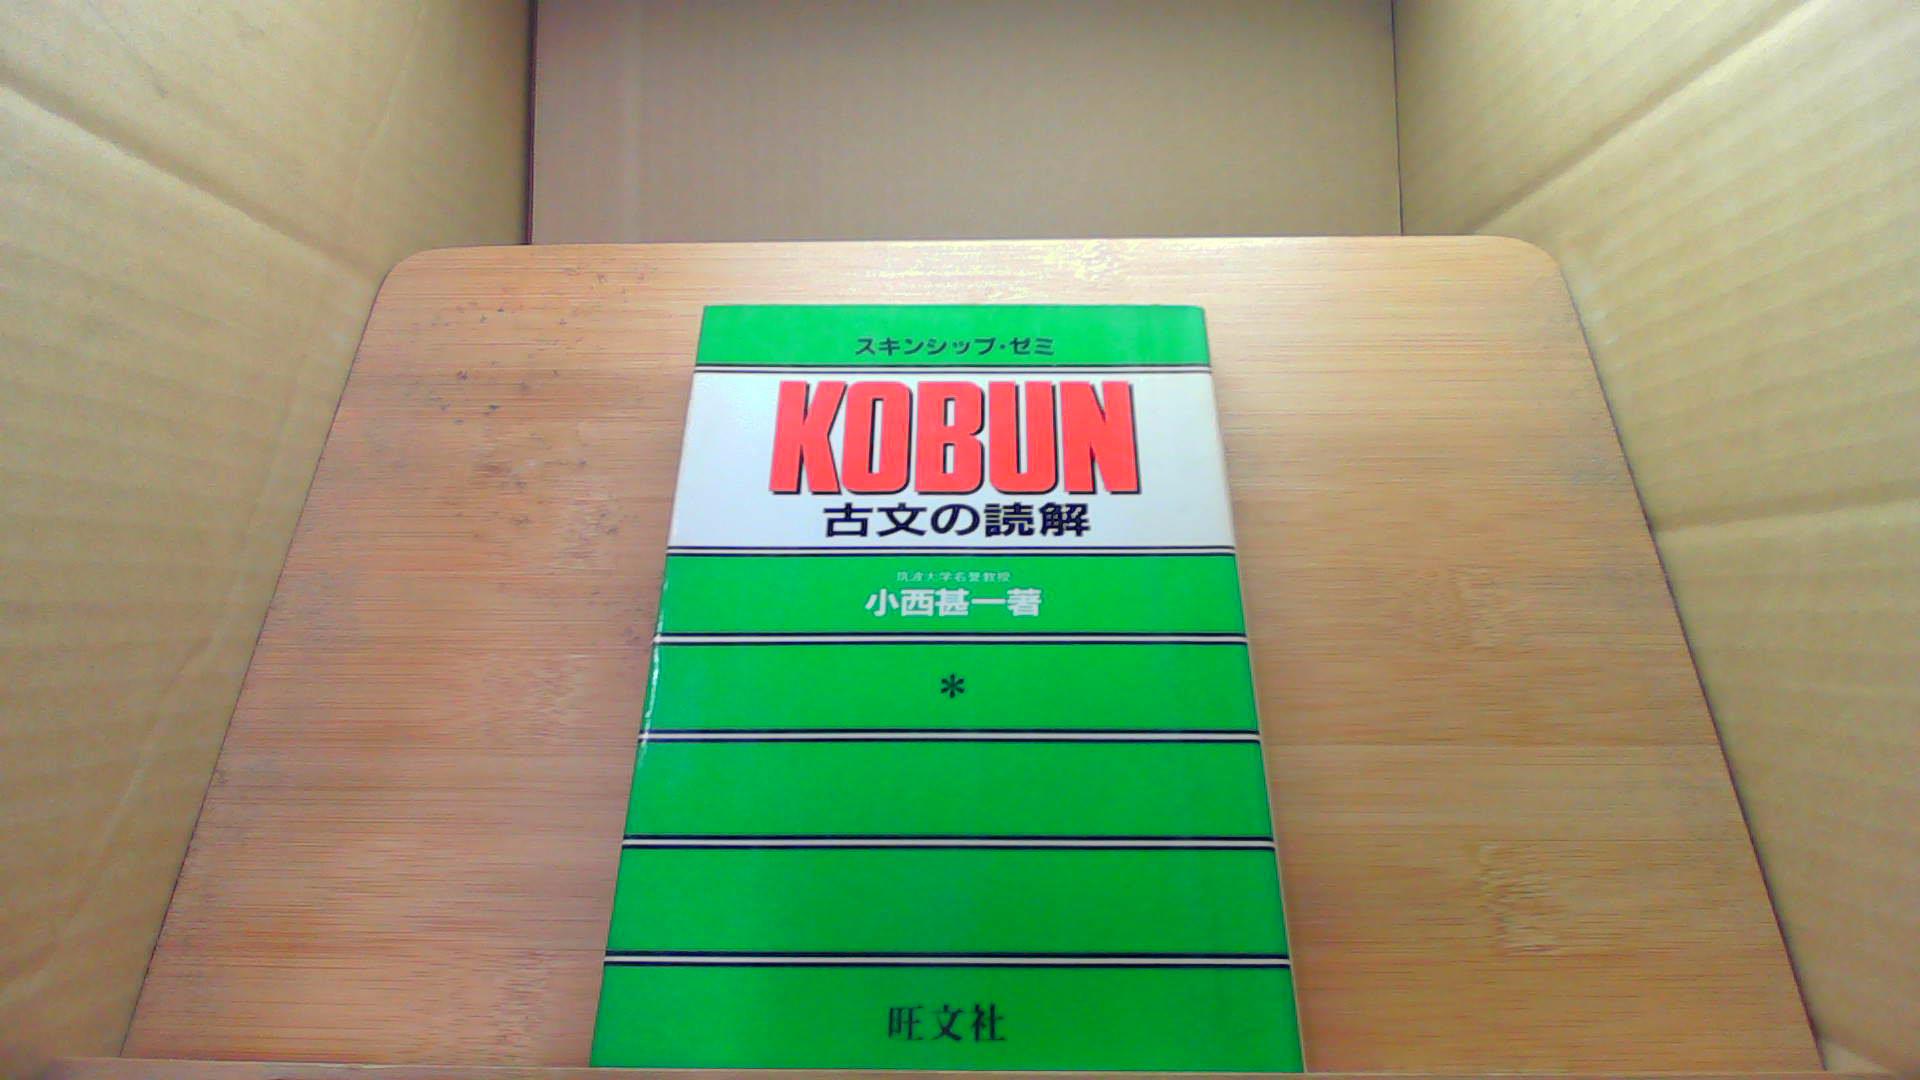 スキンシップ・ゼミ
KOBUN
古文の読解
筑波大学名誉教授
小西甚一著
*
旺文社